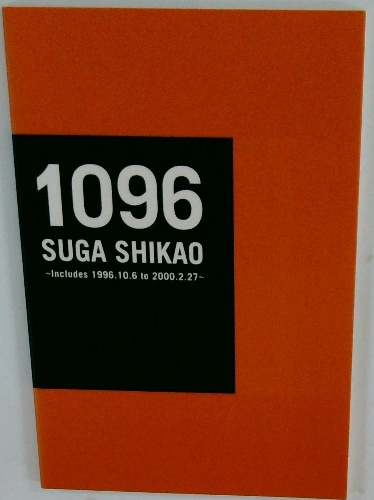 1096
SUGA SHIKAO
~Includes 1996.10.6 to 2000.2.27~